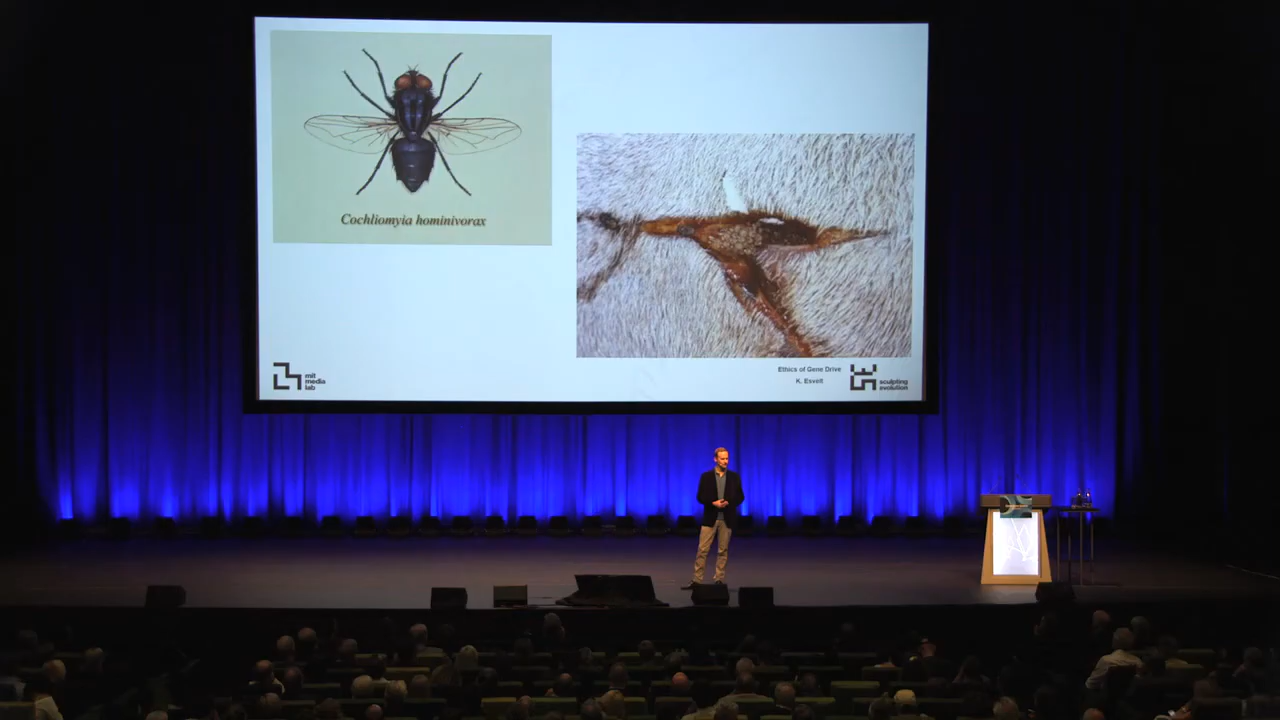 Cochliomyia hominivorax
mit
media
lab
Ethics of Gene Drive
K. Esvelt
sculpting
evolution